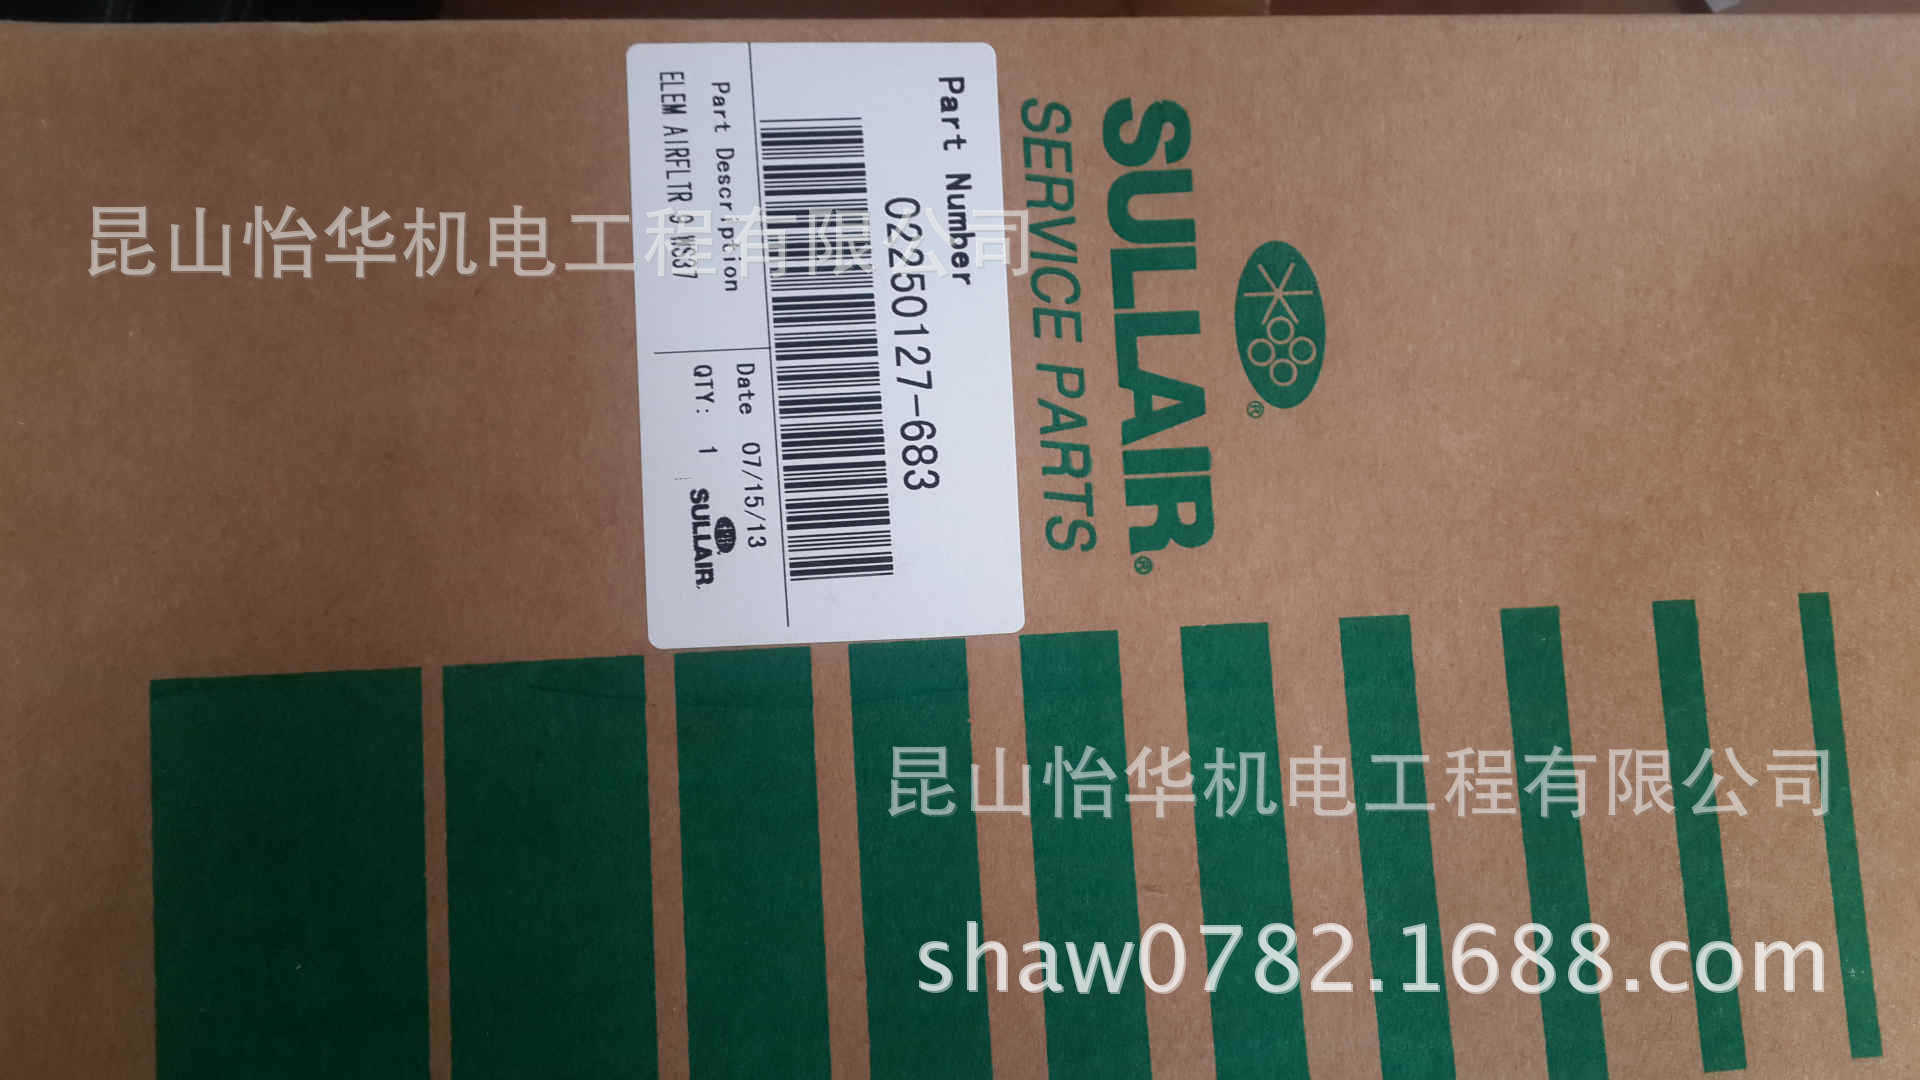 SULLAIR®
SERVICE PARTS
Part Number
02250127-683
Part Description
ELEM AIRFLTR 9 WS37
Date 07/15/13
QTY: 1
SULLAIR
昆山怡华机电工程有限公司
昆山怡华机电工程有限公司
shaw0782.1688.com